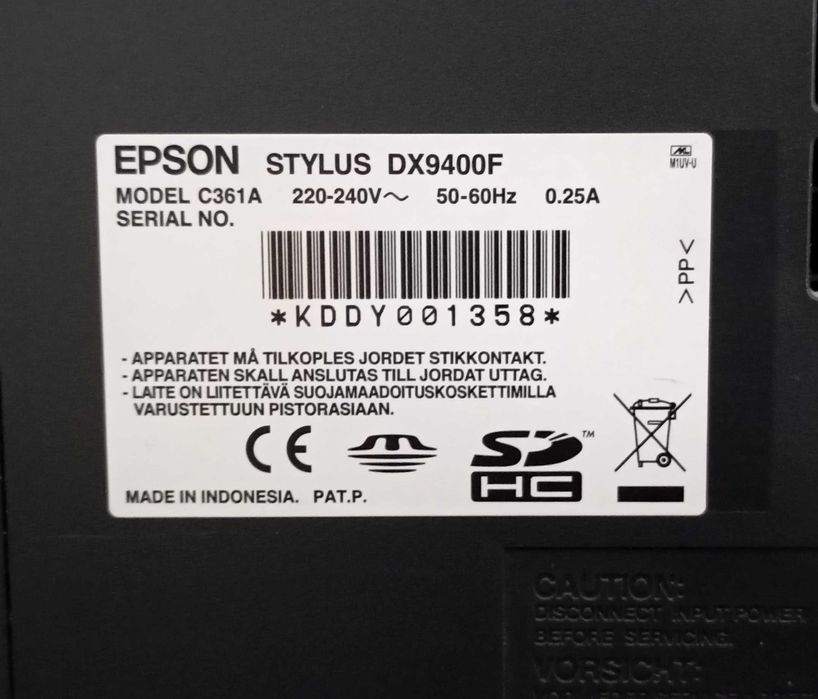 EPSON STYLUS DX9400F
M1UV-U
MODEL C361A 220-240V~ 50-60Hz 0.25A
SERIAL NO.
>PP<
*KDDY001358*
- APPARATET MÅ TILKOPLES JORDET STIKKONTAKT.
- APPARATEN SKALL ANSLUTAS TILL JORDAT UTTAG.
- LAITE ON LIITETTÄVÄ SUOJAMAADOITUSKOSKETTIMILLA
VARUSTETTUUN PISTORASIAAN.
CE
SD™
HC
MADE IN INDONESIA. PAT.P.
CAUTION:
DISCONNECT INPUT POWER
BEFORE SERVICING.
VORSICHT: